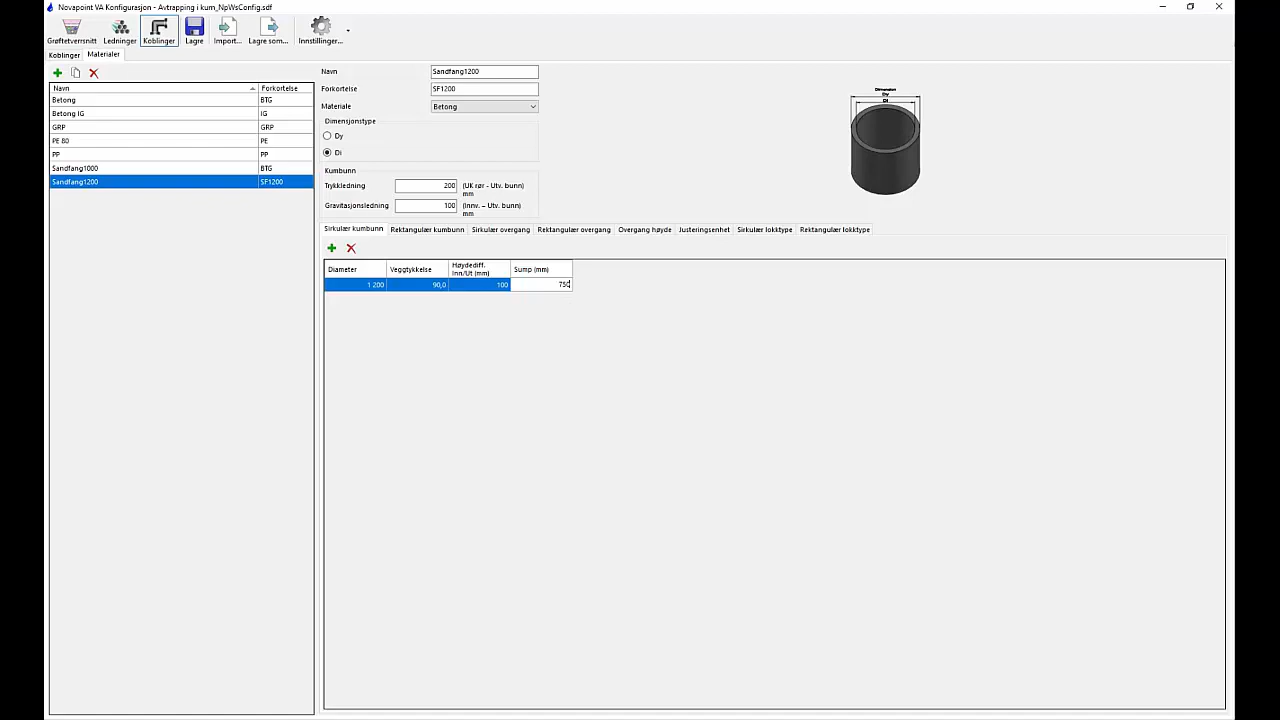 Novapoint VA Konfigurasjon - Avtrapping i kum_NpWsConfig.sdf
Grøftetverrsnitt Ledninger Koblinger Lagre Import... Lagre som... Innstillinger...
Koblinger Materialer
Navn Forkortelse
Betong BTG
Betong IG IG
GRP GRP
PE 80 PE
PP PP
Sandfang1000 BTG
Sandfang1200 SF1200
Navn Sandfang1200
Forkortelse SF1200
Materiale Betong
Dimensjonstype
Dy
Di
Kumbunn
Trykkledning 200 (UK rør - Utv. bunn) mm
Gravitasjonsledning 100 (Innv. - Utv. bunn) mm
Dimension
Dy
Di
Sirkulær kumbunn Rektangulær kumbunn Sirkulær overgang Rektangulær overgang Overgang høyde Justeringsenhet Sirkulær lokktype Rektangulær lokktype
Diameter Veggtykkelse Høydediff. Inn/Ut (mm) Sump (mm)
1 200 90,0 100 750